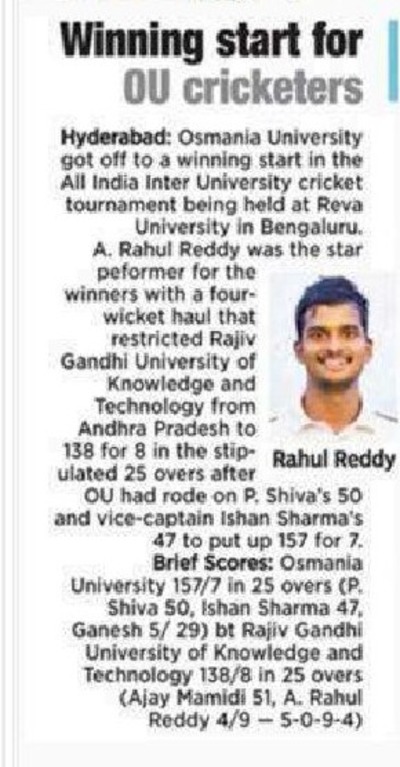 Winning start for
OU cricketers
Hyderabad: Osmania University
got off to a winning start in the
All India Inter University cricket
tournament being held at Reva
University in Bengaluru.
A. Rahul Reddy was the star
peformer for the
winners with a four-
wicket haul that
restricted Rajiv
Gandhi University of
Knowledge and
Technology from
Andhra Pradesh to
138 for 8 in the stip-
ulated 25 overs after
Rahul Reddy
OU had rode on P. Shiva's 50
and vice-captain Ishan Sharma's
47 to put up 157 for 7.
Brief Scores: Osmania
University 157/7 in 25 overs (P.
Shiva 50, Ishan Sharma 47,
Ganesh 5/ 29) bt Rajiv Gandhi
University of Knowledge and
Technology 138/8 in 25 overs
(Ajay Mamidi 51, A. Rahul
Reddy 4/9 – 5-0-9-4)